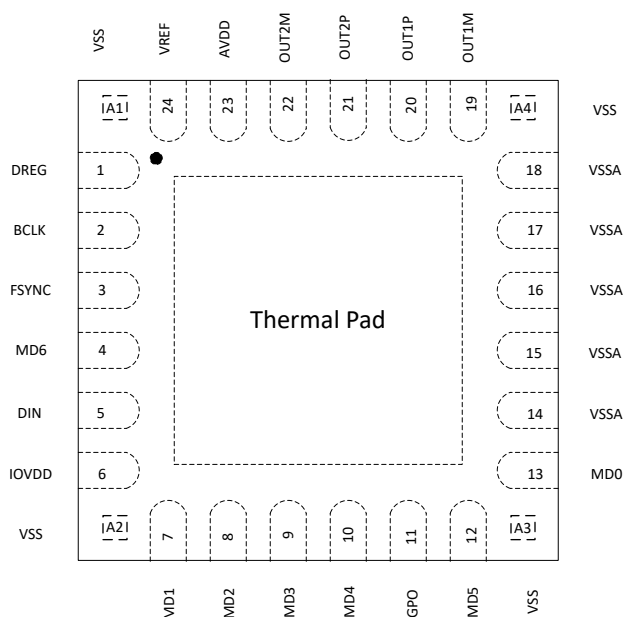 VSS VREF AVDD OUT2M OUT2P OUT1P OUT1M
A1 24 23 22 21 20 19 A4 VSS
DREG 1 18 VSSA
BCLK 2 17 VSSA
FSYNC 3 16 VSSA
Thermal Pad
MD6 4 15 VSSA
DIN 5 14 VSSA
IOVDD 6 13 MD0
VSS A2 7 8 9 10 11 12 A3
MD1 MD2 MD3 MD4 GPO MD5 VSS